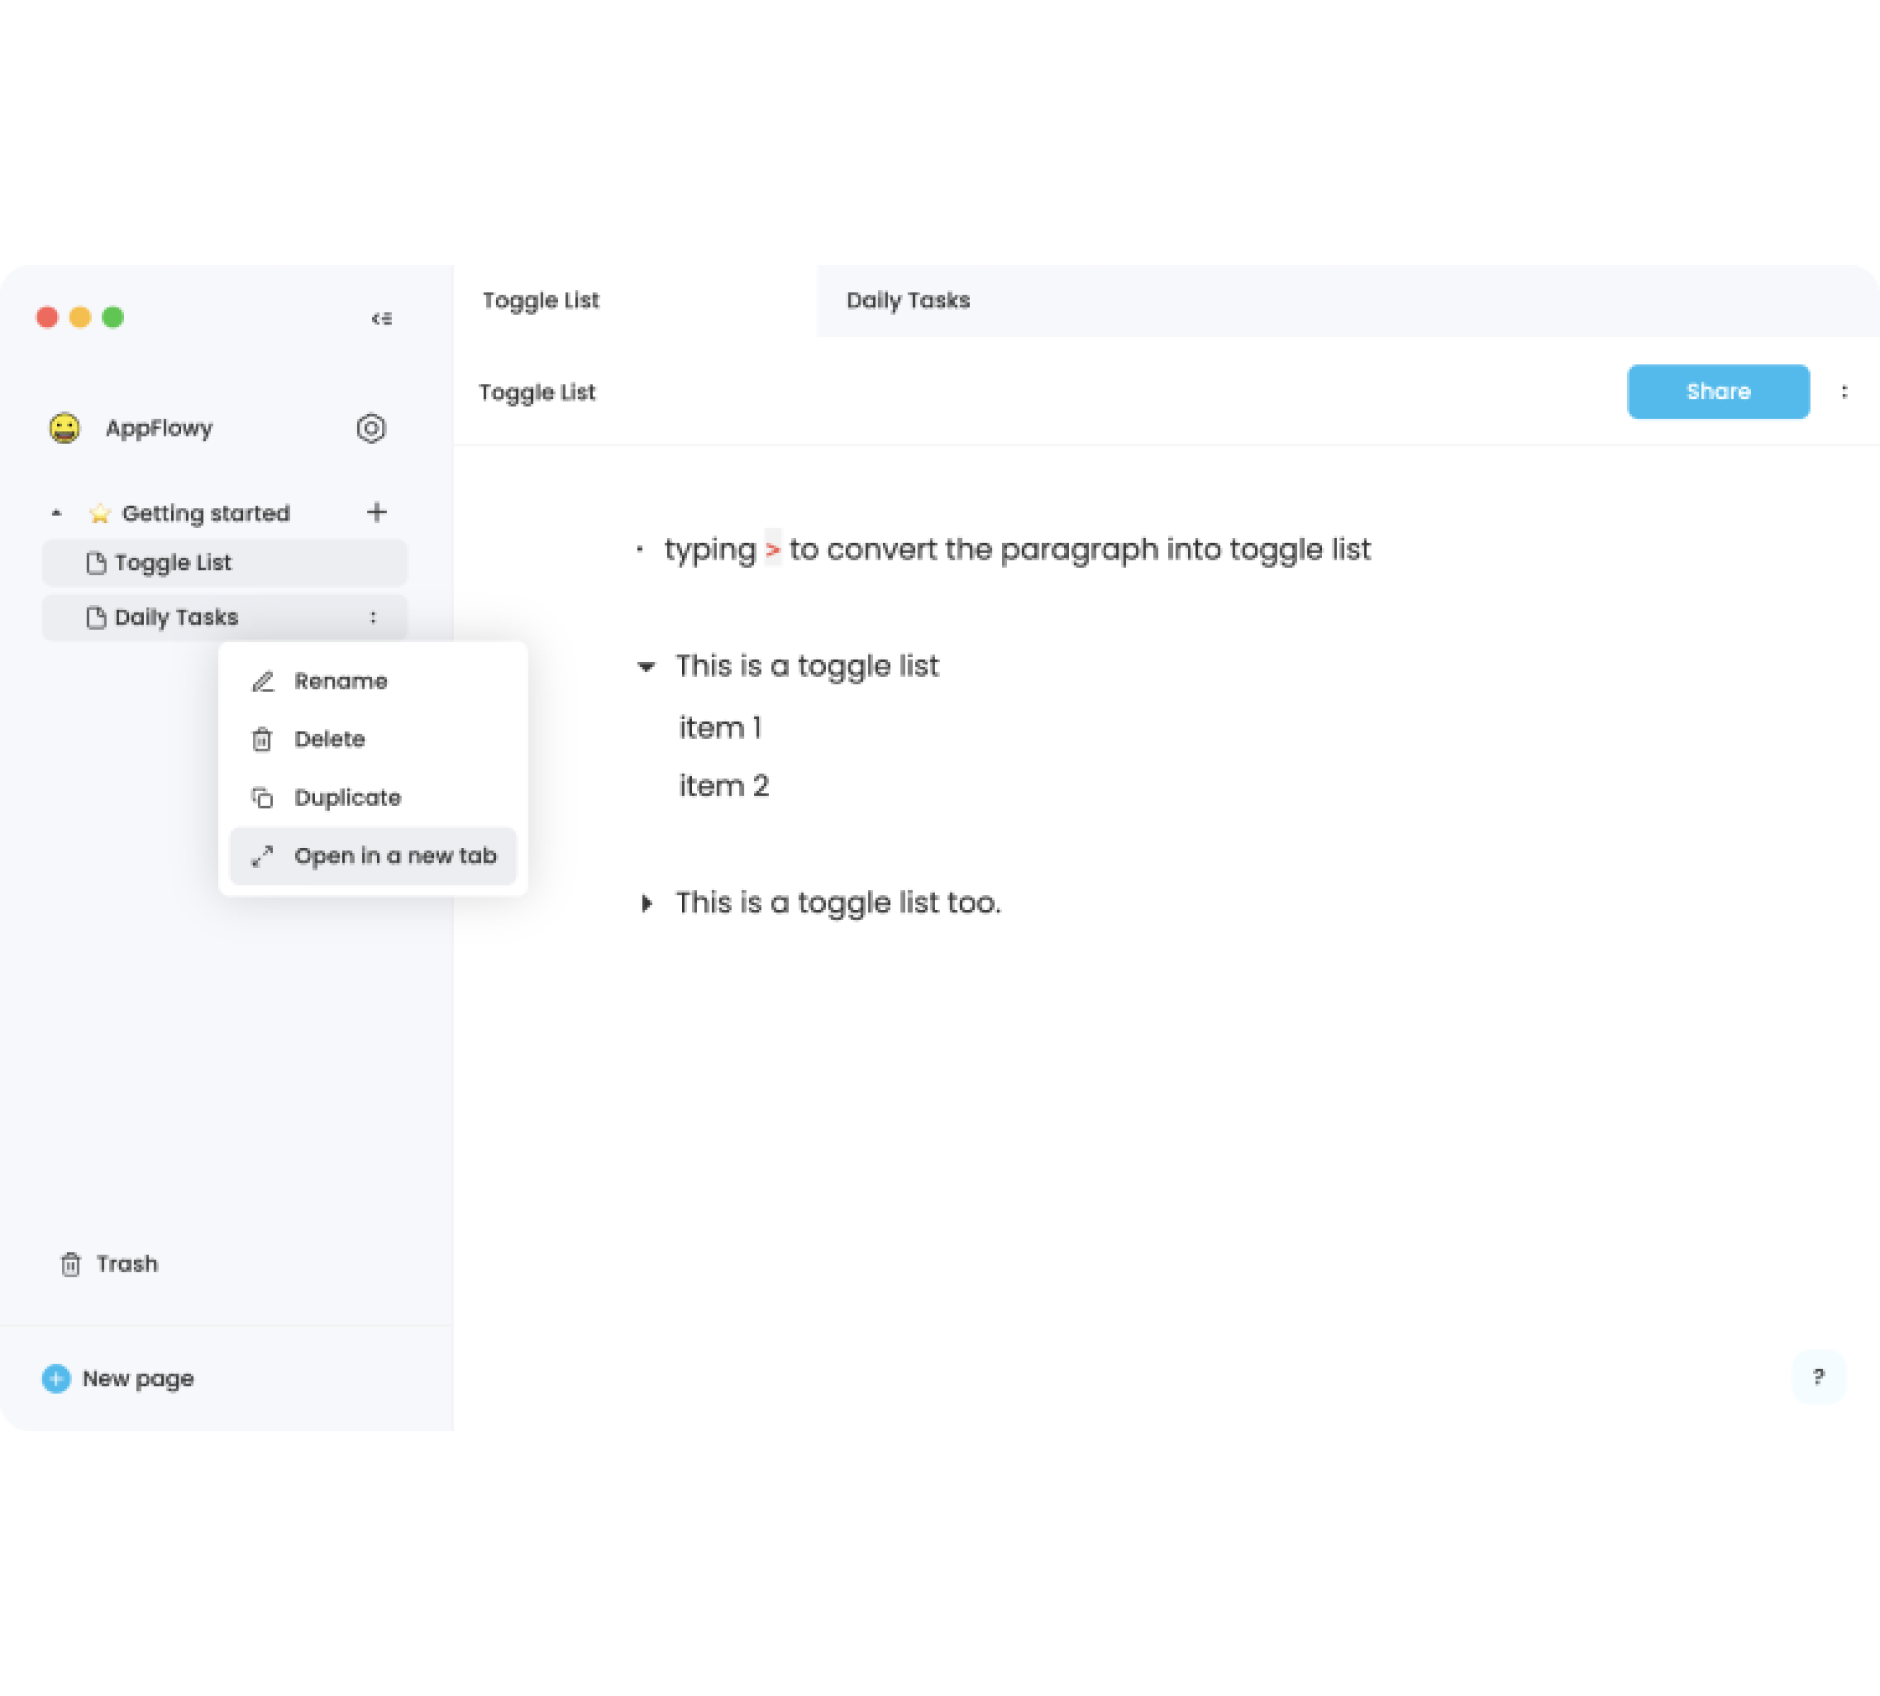 Toggle List
Daily Tasks
AppFlowy
Getting started
Toggle List
Daily Tasks
Rename
Delete
Duplicate
Open in a new tab
Trash
New page
Toggle List
Share
typing > to convert the paragraph into toggle list
This is a toggle list
item 1
item 2
This is a toggle list too.
?